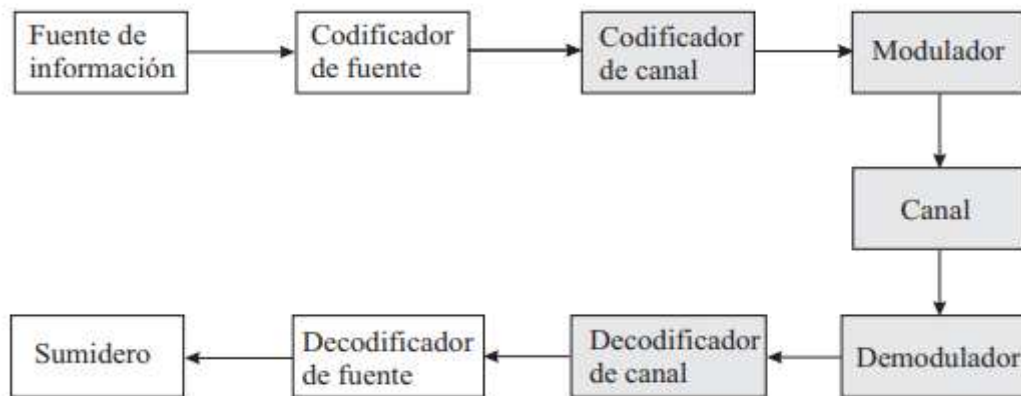 Fuente de
información
Codificador
de fuente
Codificador
de canal
Modulador
Canal
Sumidero
Decodificador
de fuente
Decodificador
de canal
Demodulador